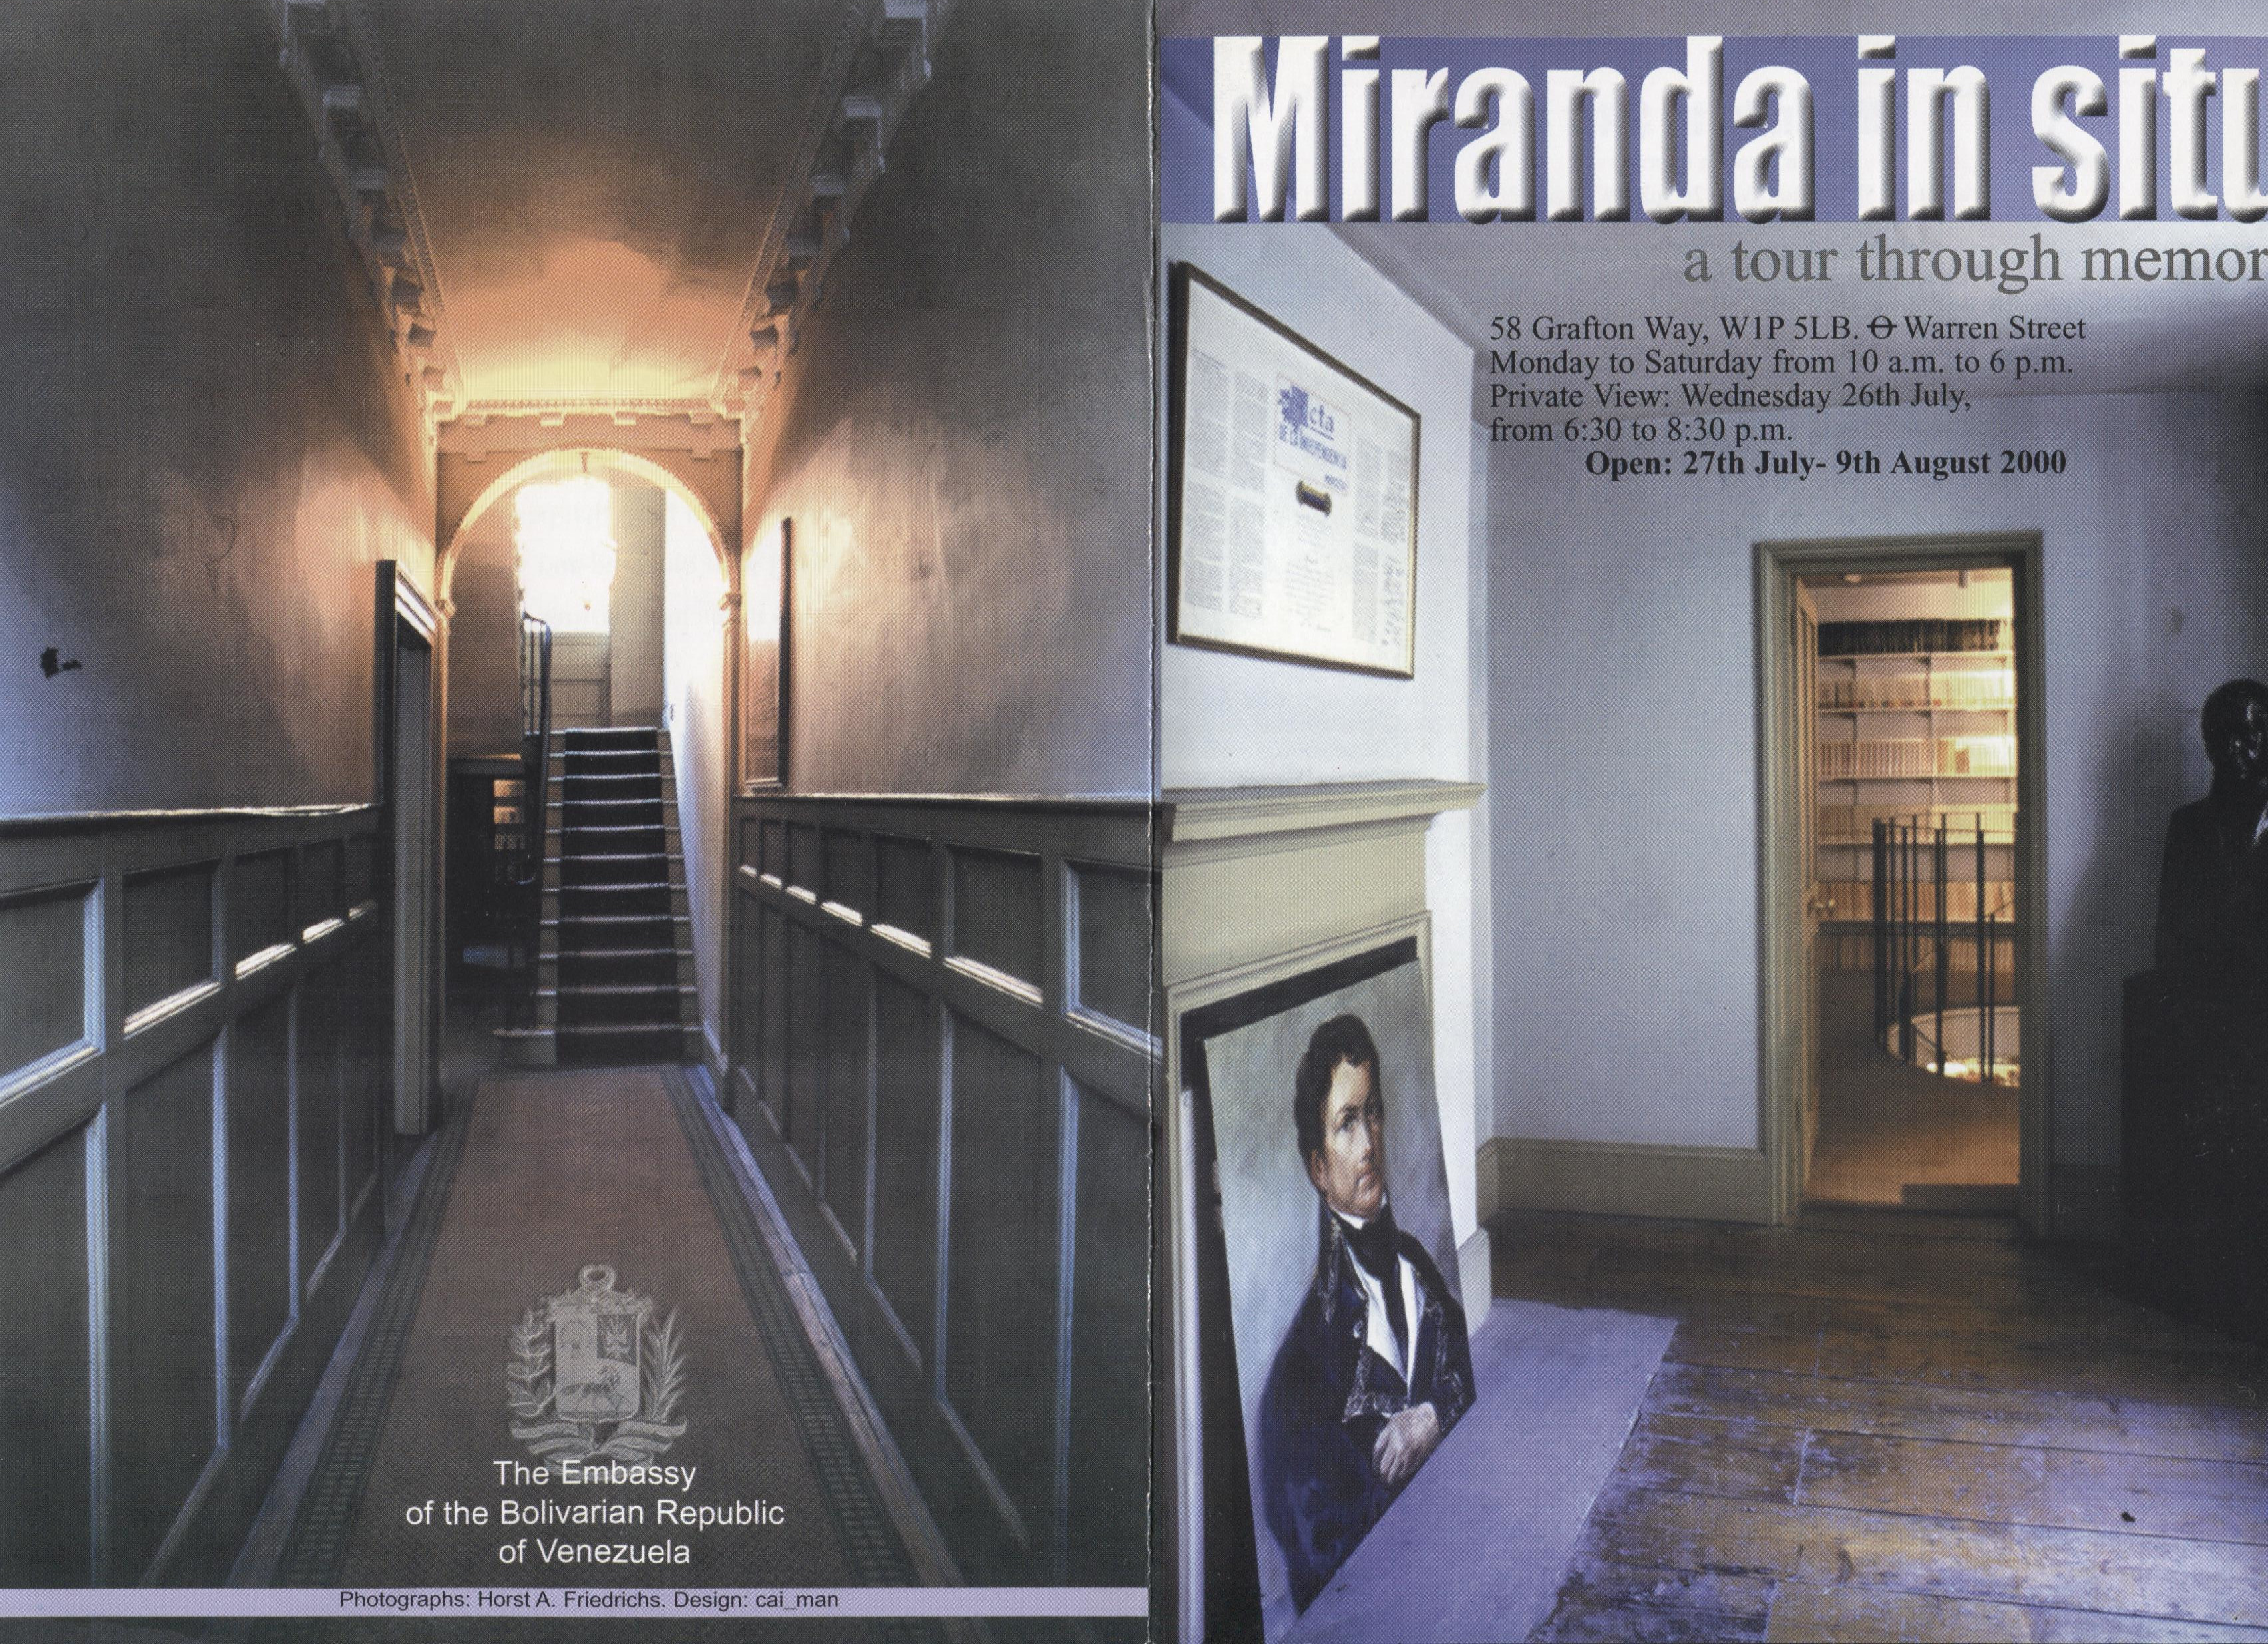 The Embassy
of the Bolivarian Republic
of Venezuela
Photographs: Horst A. Friedrichs. Design: cai_man
Miranda in situ
a tour through memor
58 Grafton Way, W1P 5LB. Warren Street
Monday to Saturday from 10 a.m. to 6 p.m.
Private View: Wednesday 26th July,
from 6:30 to 8:30 p.m.
Open: 27th July- 9th August 2000
Acta
DE LA INDEPENDENCIA